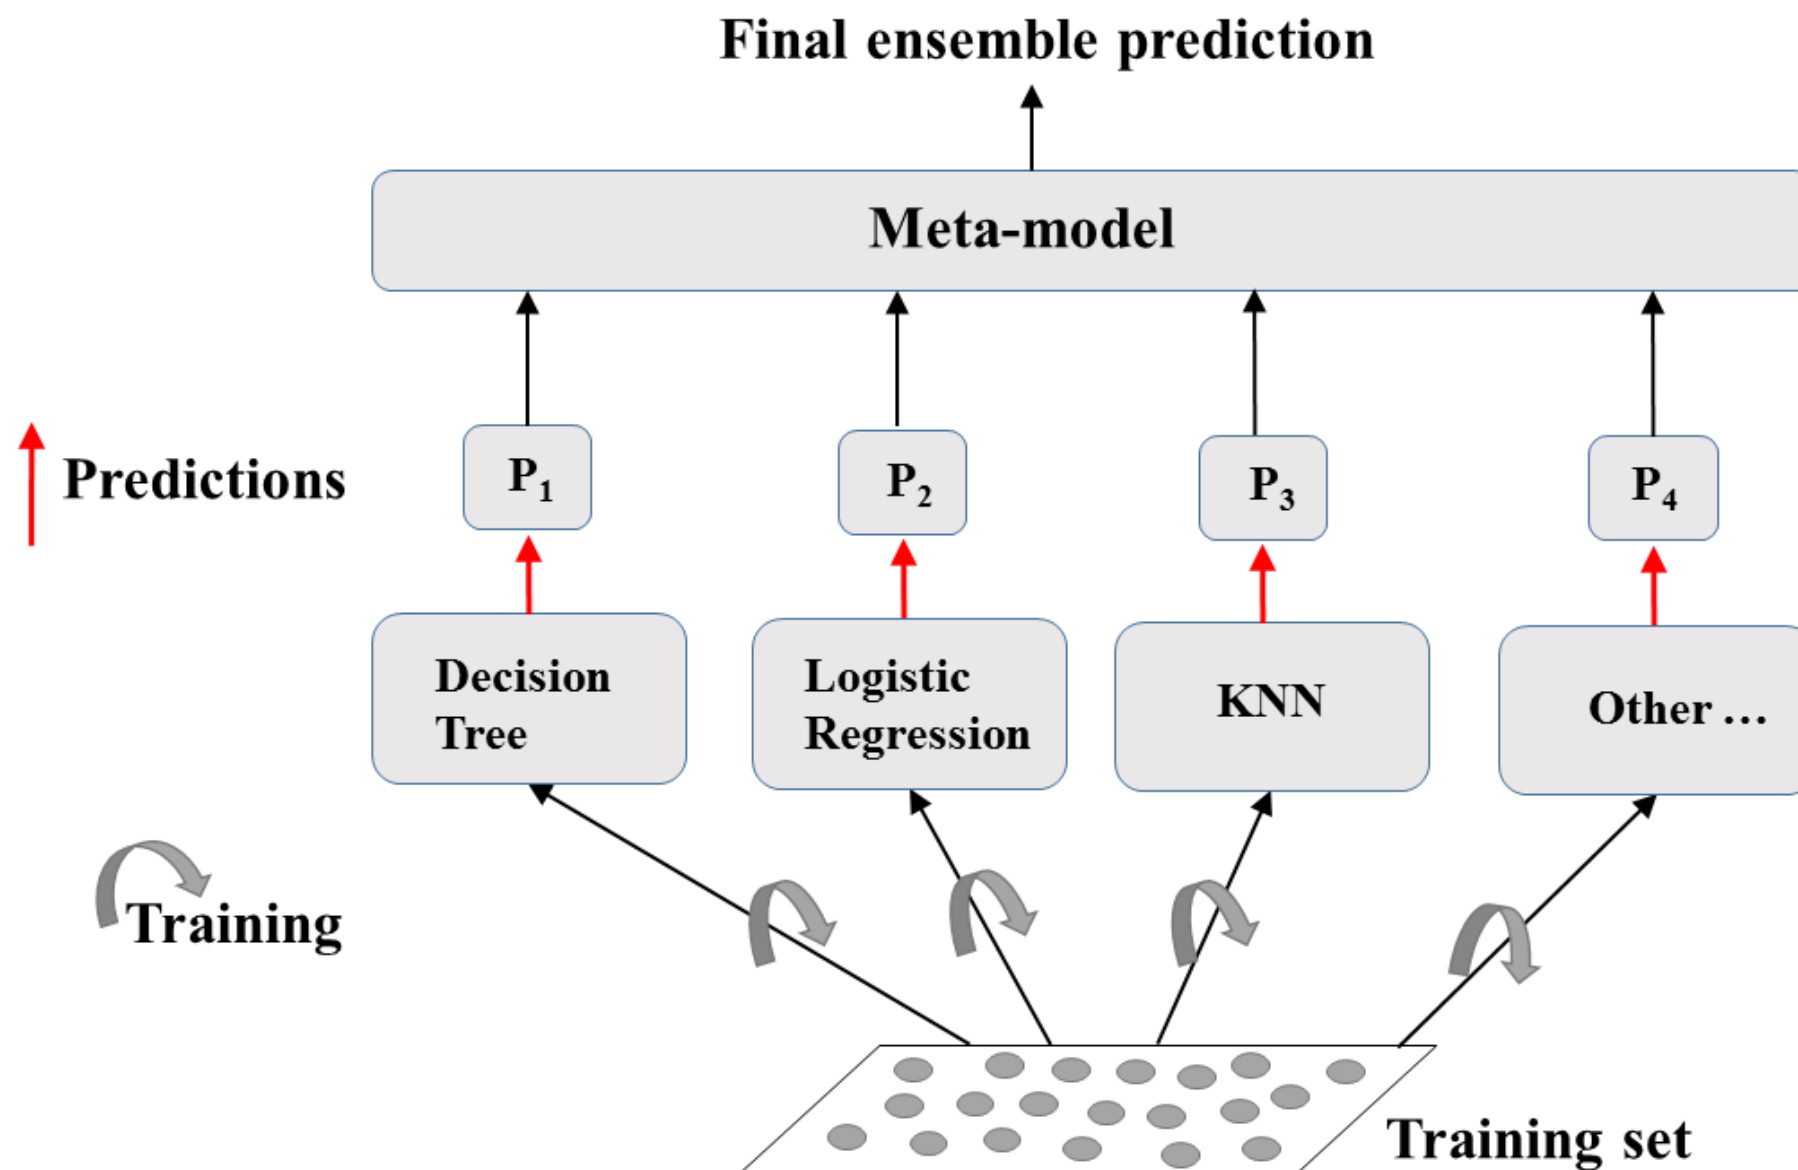 Final ensemble prediction
Meta-model
Predictions
P1
P2
P3
P4
Decision
Tree
Logistic
Regression
KNN
Other …
Training
Training set